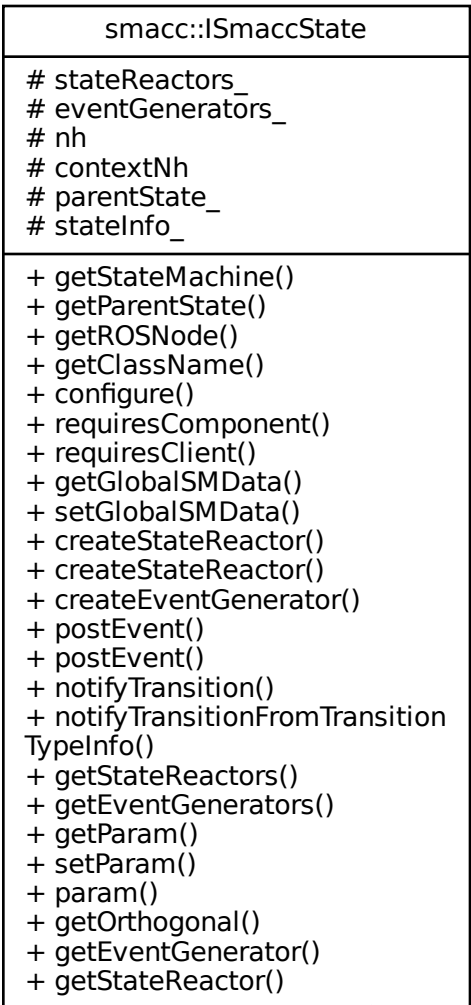 smacc::ISmaccState
# stateReactors_
# eventGenerators_
# nh
# contextNh
# parentState_
# stateInfo_
+ getStateMachine()
+ getParentState()
+ getROSNode()
+ getClassName()
+ configure()
+ requiresComponent()
+ requiresClient()
+ getGlobalSMData()
+ setGlobalSMData()
+ createStateReactor()
+ createStateReactor()
+ createEventGenerator()
+ postEvent()
+ postEvent()
+ notifyTransition()
+ notifyTransitionFromTransition
TypeInfo()
+ getStateReactors()
+ getEventGenerators()
+ getParam()
+ setParam()
+ param()
+ getOrthogonal()
+ getEventGenerator()
+ getStateReactor()